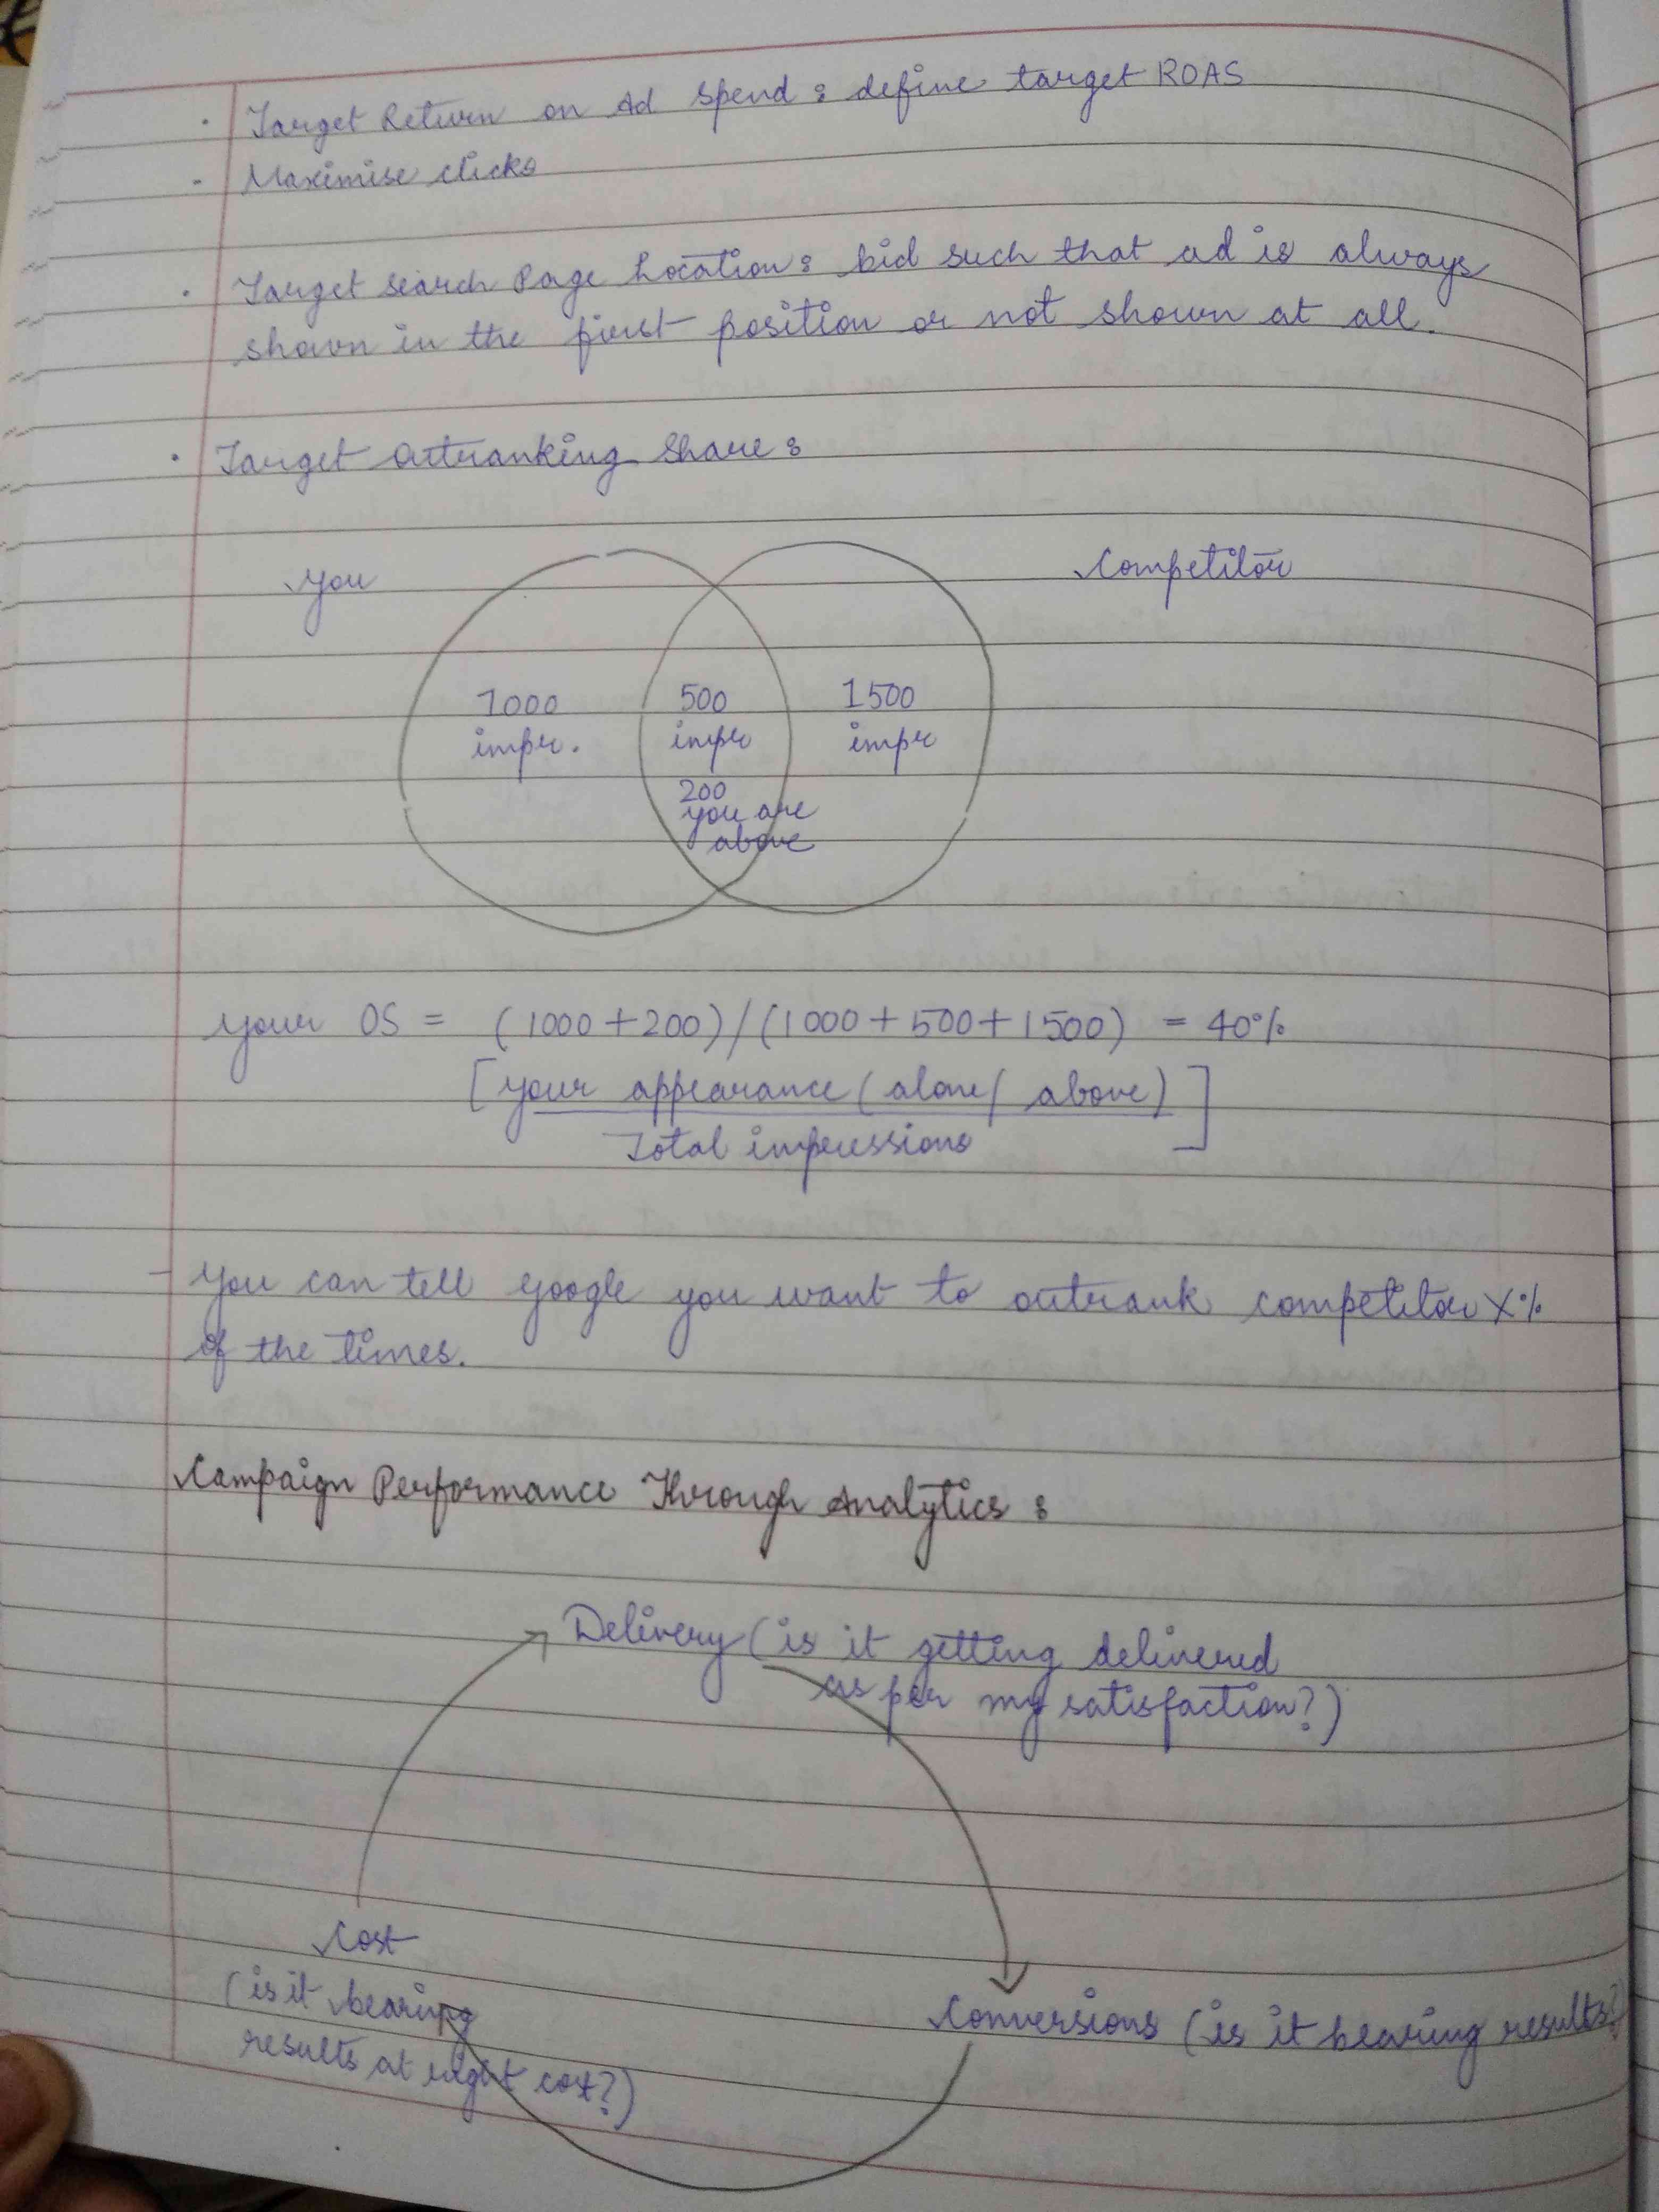 · Target Return on Ad Spend : define target ROAS
- Maximise clicks
· Target Search Page Location : bid such that ad is always
shown in the first position or not shown at all.
· Target Outranking Share :
You
Competitor
1000
impr.
500
impr
1500
impr
200
you are
above
your OS = (1000+200)/(1000+500+1500) = 40%
[your appearance (alone/above)]
Total impressions
- You can tell google you want to outrank competitor X%
of the times.
Campaign Performance Through Analytics :
Delivery (is it getting delivered
as per my satisfaction?)
Cost
(is it bearing
results at right cost?)
Conversions (is it bearing results?